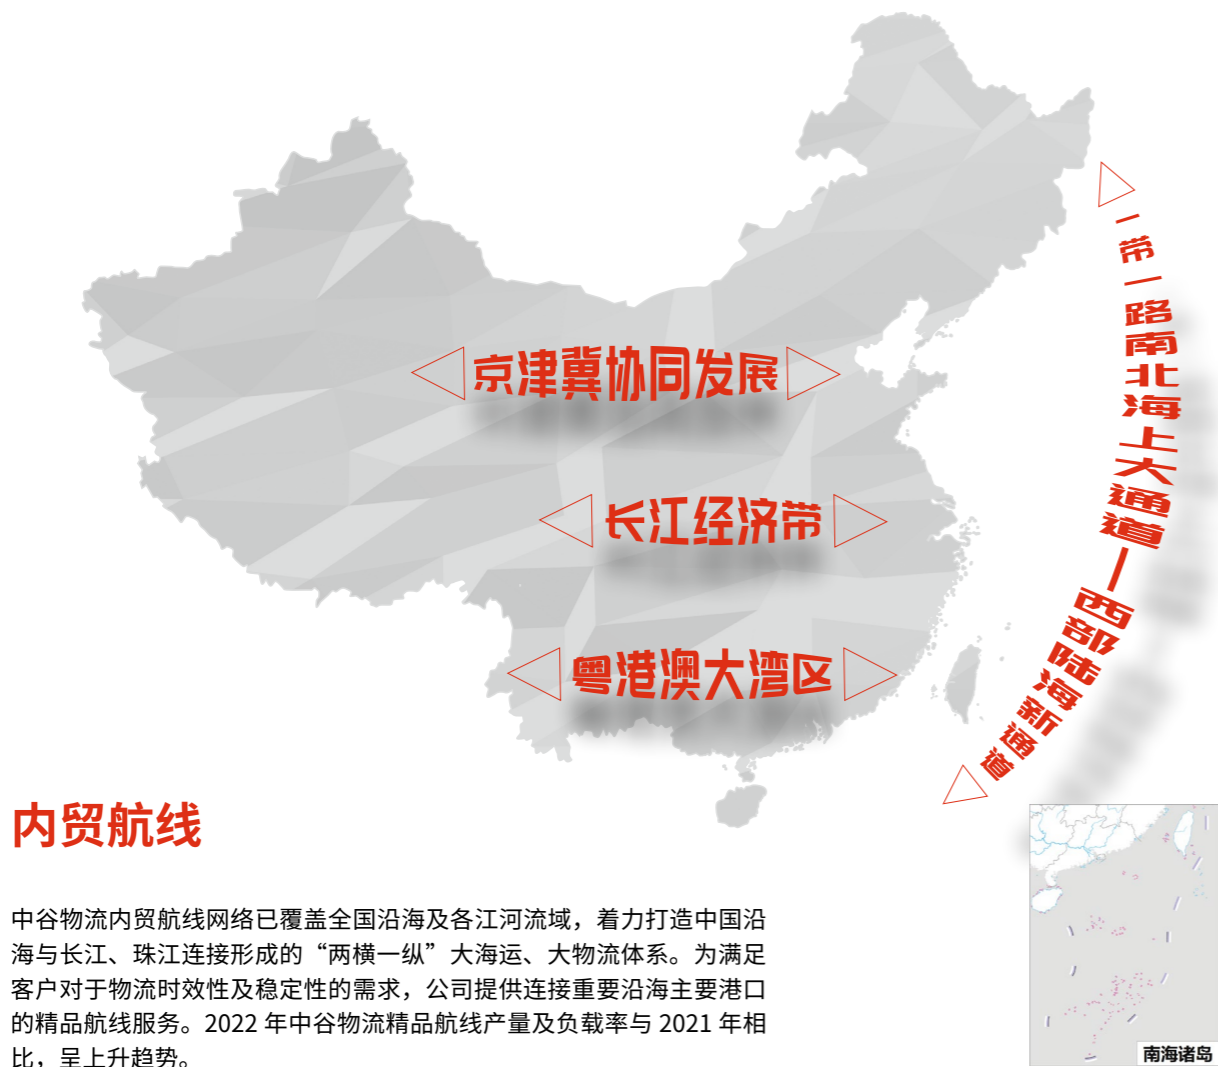 京津冀协同发展
长江经济带
粤港澳大湾区
一带一路南北海上大通道—西部陆海新通道
内贸航线
中谷物流内贸航线网络已覆盖全国沿海及各江河流域，着力打造中国沿
海与长江、珠江连接形成的“两横一纵”大海运、大物流体系。为满足
客户对于物流时效性及稳定性的需求，公司提供连接重要沿海主要港口
的精品航线服务。2022 年中谷物流精品航线产量及负载率与 2021 年相
比，呈上升趋势。
南海诸岛